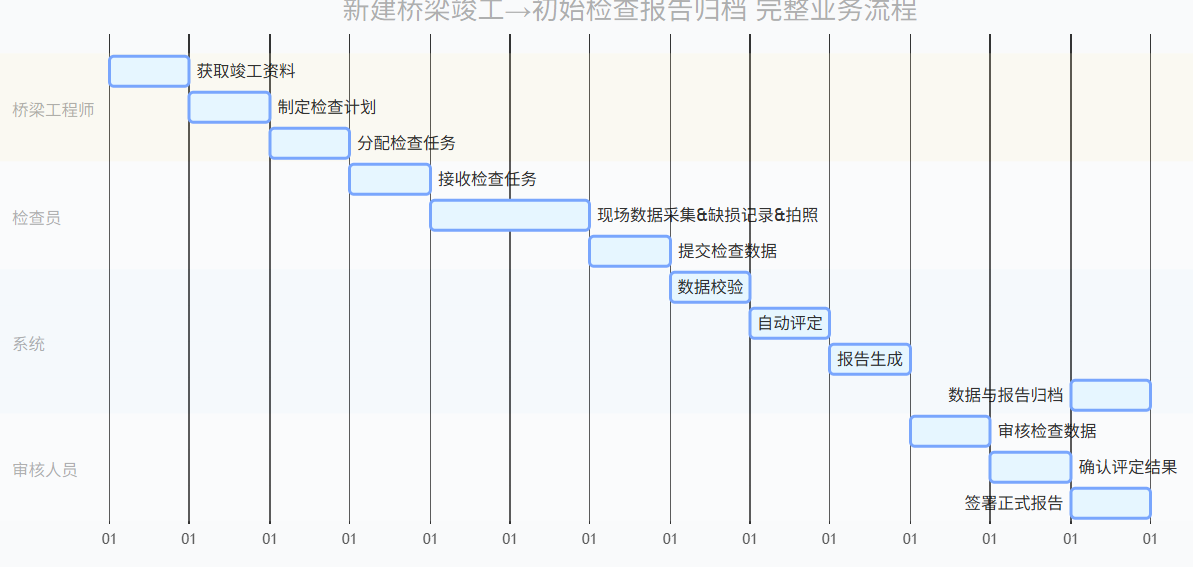 新建桥梁竣工→初始检查报告归档 完整业务流程
桥梁工程师
获取竣工资料
制定检查计划
分配检查任务
检查员
接收检查任务
现场数据采集&缺损记录&拍照
提交检查数据
系统
数据校验
自动评定
报告生成
数据与报告归档
审核人员
审核检查数据
确认评定结果
签署正式报告
01 01 01 01 01 01 01 01 01 01 01 01 01 01